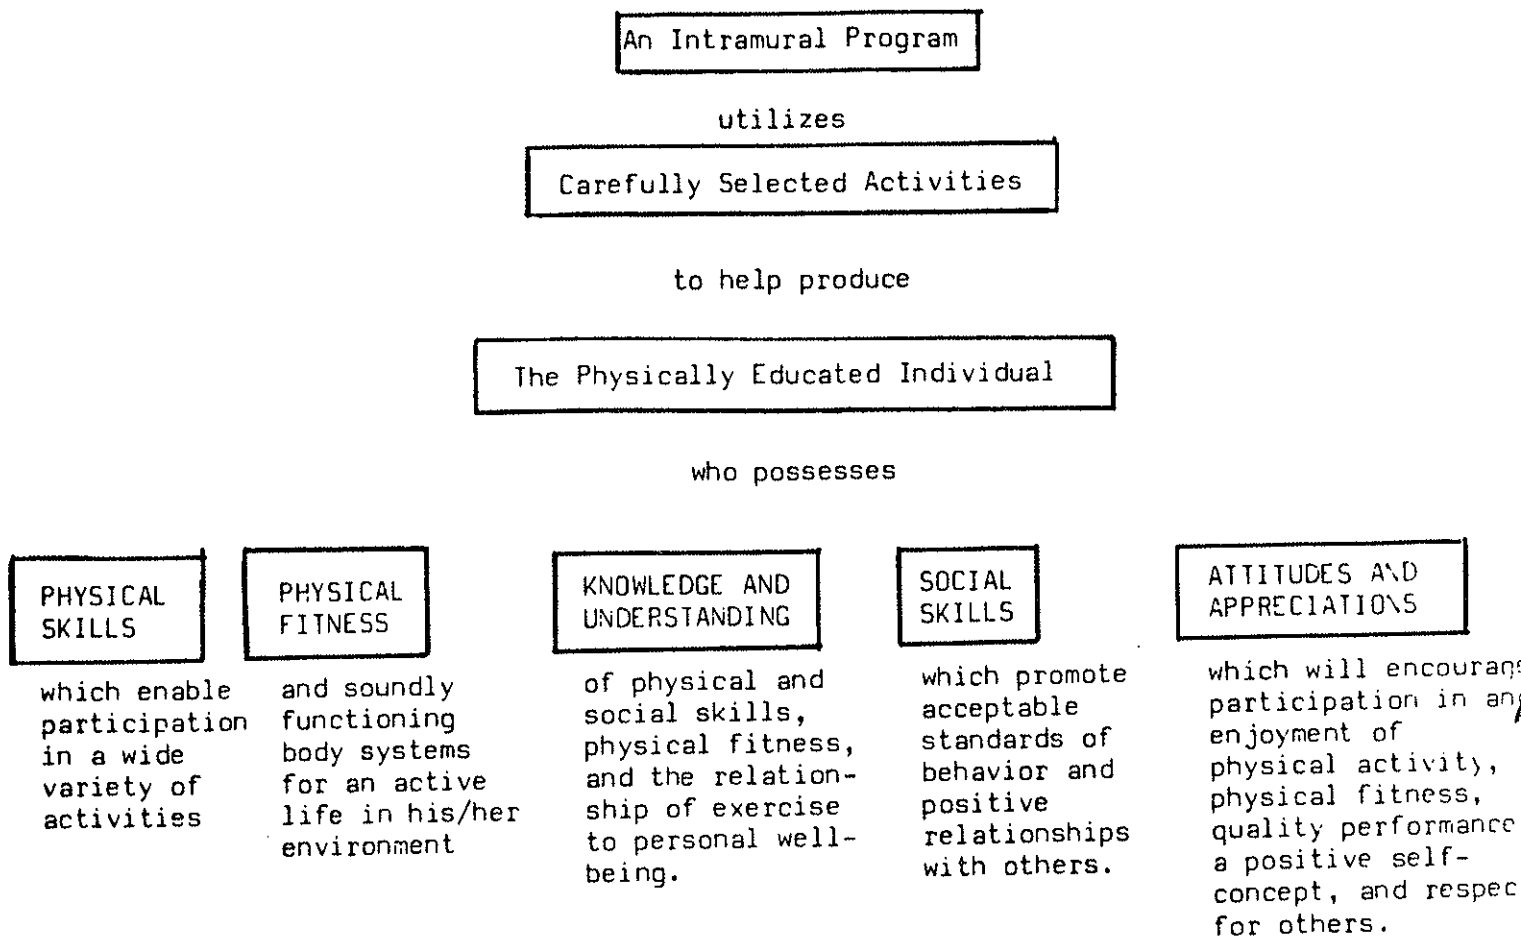 An Intramural Program
utilizes
Carefully Selected Activities
to help produce
The Physically Educated Individual
who possesses
PHYSICAL
SKILLS
which enable
participation
in a wide
variety of
activities
PHYSICAL
FITNESS
and soundly
functioning
body systems
for an active
life in his/her
environment
KNOWLEDGE AND
UNDERSTANDING
of physical and
social skills,
physical fitness,
and the relation-
ship of exercise
to personal well-
being.
SOCIAL
SKILLS
which promote
acceptable
standards of
behavior and
positive
relationships
with others.
ATTITUDES AND
APPRECIATIONS
which will
participation in
enjoyment of
physical activity,
physical fitness,
quality performance
a positive self-
concept, and respec
for others.